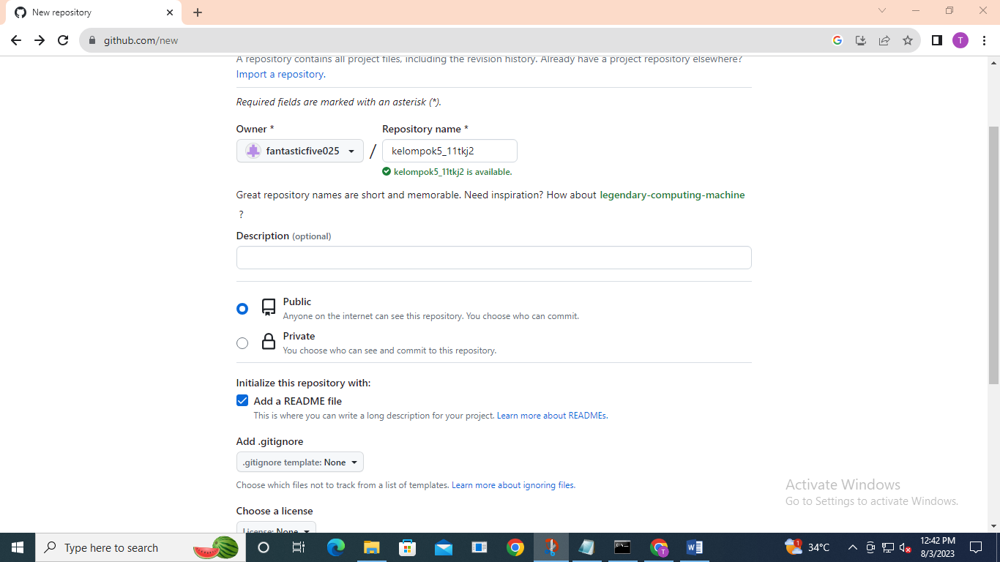 New repository
github.com/new
T
A repository contains all project files, including the revision history. Already have a project repository elsewhere?
Import a repository.
Required fields are marked with an asterisk (*).
Owner *
Repository name *
fantasticfive025
/
kelompok5_11tkj2
kelompok5_11tkj2 is available.
Great repository names are short and memorable. Need inspiration? How about legendary-computing-machine
?
Description (optional)
Public
Anyone on the internet can see this repository. You choose who can commit.
Private
You choose who can see and commit to this repository.
Initialize this repository with:
Add a README file
This is where you can write a long description for your project. Learn more about READMEs.
Add .gitignore
.gitignore template: None
Choose which files not to track from a list of templates. Learn more about ignoring files.
Choose a license
License: None
Activate Windows
Go to Settings to activate Windows.
Type here to search
1
34°C
12:42 PM
8/3/2023